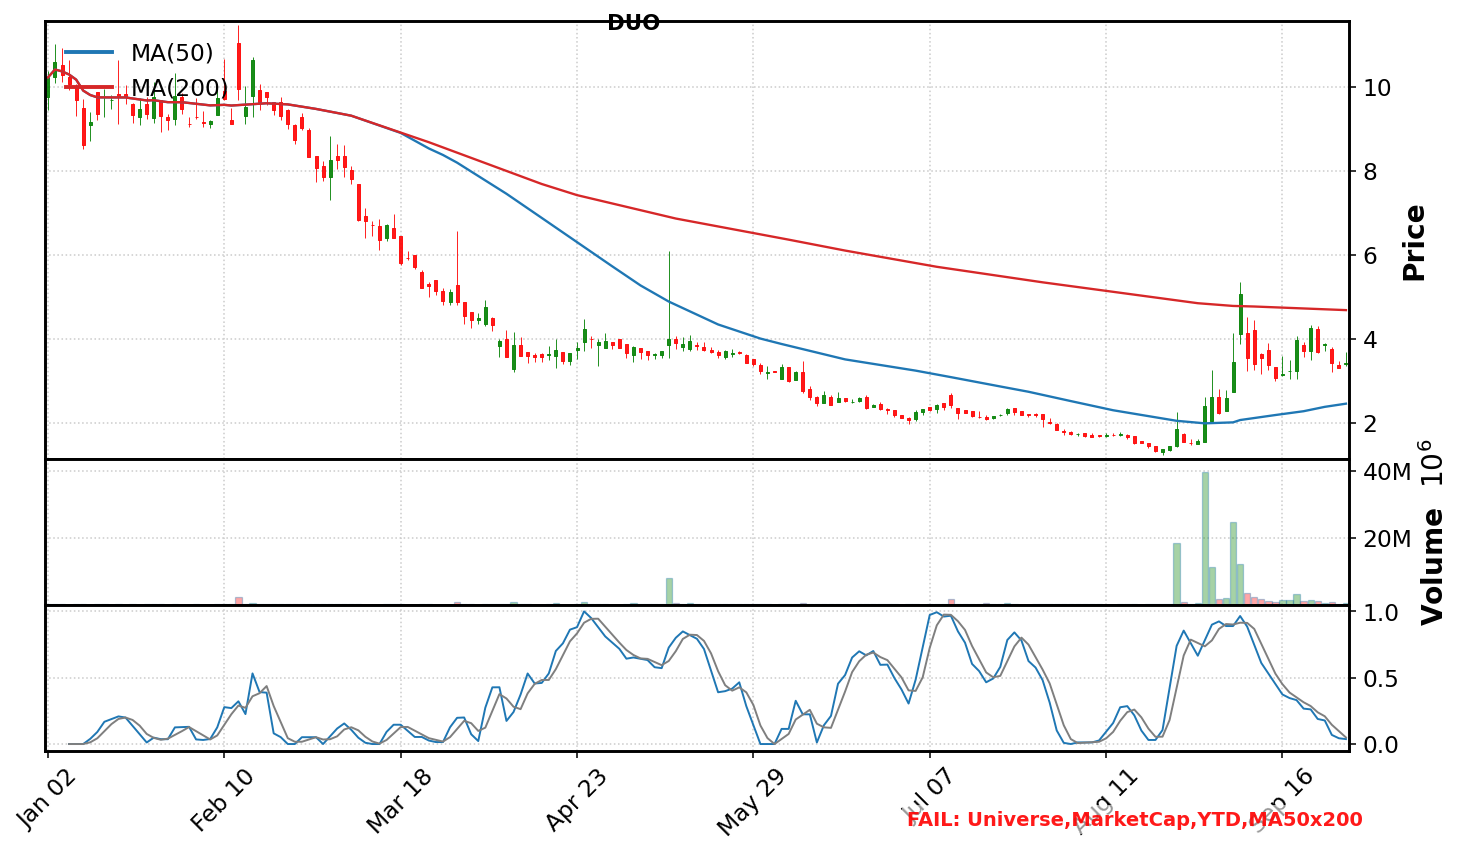 DUO
MA(50)
MA(200)
10
8
6
4
2
Price
40M
20M
Volume 10⁶
1.0
0.5
0.0
Jan 02
Feb 10
Mar 18
Apr 23
May 29
Jul 07
Aug 11
Sep 16
FAIL: Universe,MarketCap,YTD,MA50x200